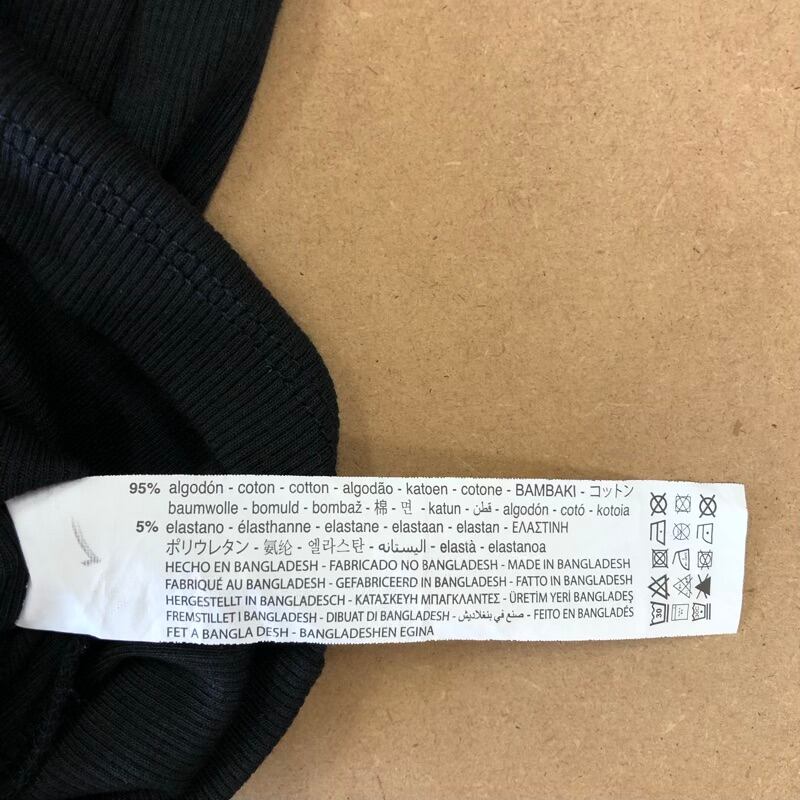 95% algodón - coton - cotton - algodão - katoen - cotone - BAMBAKI - コットン
baumwolle - bomuld - bombaž - 棉 - 면 - katun - قطن - algodón - cotó - kotoia
5% elastano - élasthanne - elastane - elastaan - elastan - ΕΛΑΣΤΙΝΗ
ポリウレタン - 氨纶 - 엘라스탄 - اليستانه - elastà - elastanoa
HECHO EN BANGLADESH - FABRICADO NO BANGLADESH - MADE IN BANGLADESH
FABRIQUÉ AU BANGLADESH - GEFABRICEERD IN BANGLADESH - FATTO IN BANGLADESH
HERGESTELLT IN BANGLADESCH - ΚΑΤΑΣΚΕΥΗ ΜΠΑΓΚΛΑΝΤΕΣ - ÜRETİM YERİ BANGLADEŞ
FREMSTILLET I BANGLADESH - DIBUAT DI BANGLADESH - صنع في بنغلاديش - FEITO EN BANGLADÉS
FET A BANGLA DESH - BANGLADESHEN EGINA